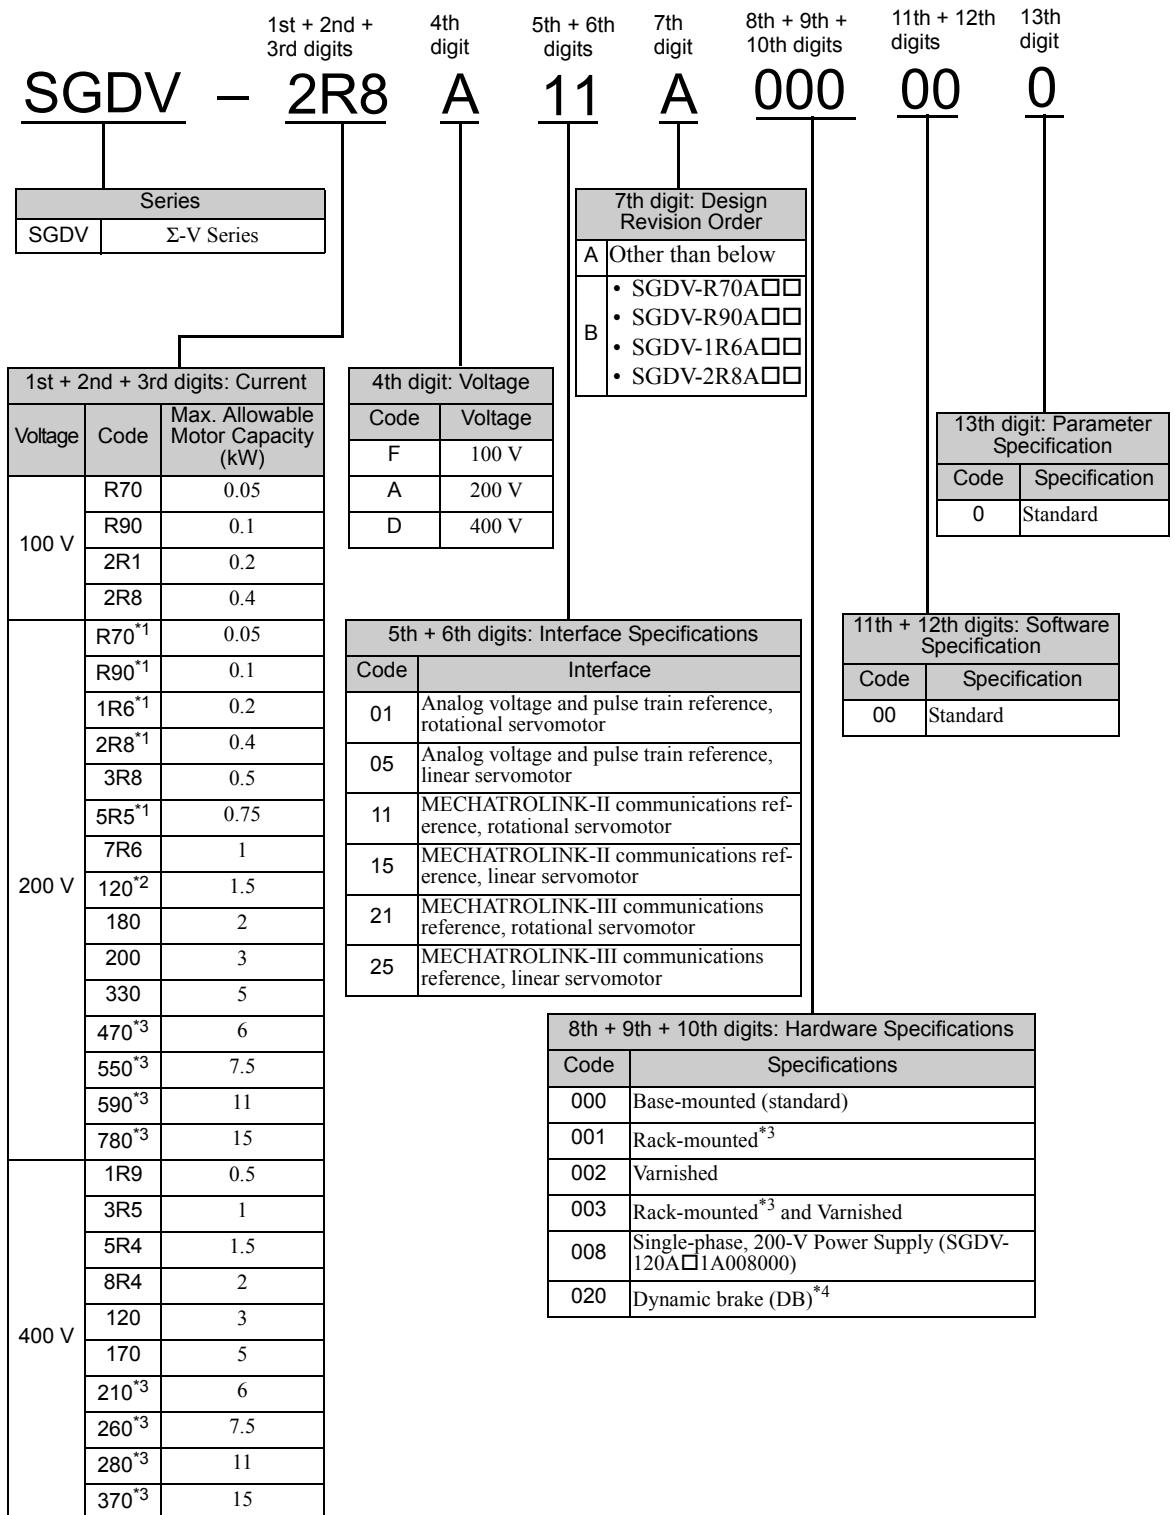 1st + 2nd +
3rd digits
4th
digit
5th + 6th
digits
7th
digit
8th + 9th +
10th digits
11th + 12th
digits
13th
digit
SGDV – 2R8 A 11 A 000 00 0
Series
SGDV Σ-V Series
7th digit: Design
Revision Order
A Other than below
B
• SGDV-R70A□□
• SGDV-R90A□□
• SGDV-1R6A□□
• SGDV-2R8A□□
1st + 2nd + 3rd digits: Current
Voltage Code Max. Allowable
Motor Capacity
(kW)
100 V
R70 0.05
R90 0.1
2R1 0.2
2R8 0.4
200 V
R70*1 0.05
R90*1 0.1
1R6*1 0.2
2R8*1 0.4
3R8 0.5
5R5*1 0.75
7R6 1
120*2 1.5
180 2
200 3
330 5
470*3 6
550*3 7.5
590*3 11
780*3 15
400 V
1R9 0.5
3R5 1
5R4 1.5
8R4 2
120 3
170 5
210*3 6
260*3 7.5
280*3 11
370*3 15
4th digit: Voltage
Code Voltage
F 100 V
A 200 V
D 400 V
13th digit: Parameter
Specification
Code Specification
0 Standard
5th + 6th digits: Interface Specifications
Code Interface
01 Analog voltage and pulse train reference,
rotational servomotor
05 Analog voltage and pulse train reference,
linear servomotor
11 MECHATROLINK-II communications ref-
erence, rotational servomotor
15 MECHATROLINK-II communications ref-
erence, linear servomotor
21 MECHATROLINK-III communications
reference, rotational servomotor
25 MECHATROLINK-III communications
reference, linear servomotor
11th + 12th digits: Software
Specification
Code Specification
00 Standard
8th + 9th + 10th digits: Hardware Specifications
Code Specifications
000 Base-mounted (standard)
001 Rack-mounted*3
002 Varnished
003 Rack-mounted*3 and Varnished
008 Single-phase, 200-V Power Supply (SGDV-
120A□1A008000)
020 Dynamic brake (DB)*4